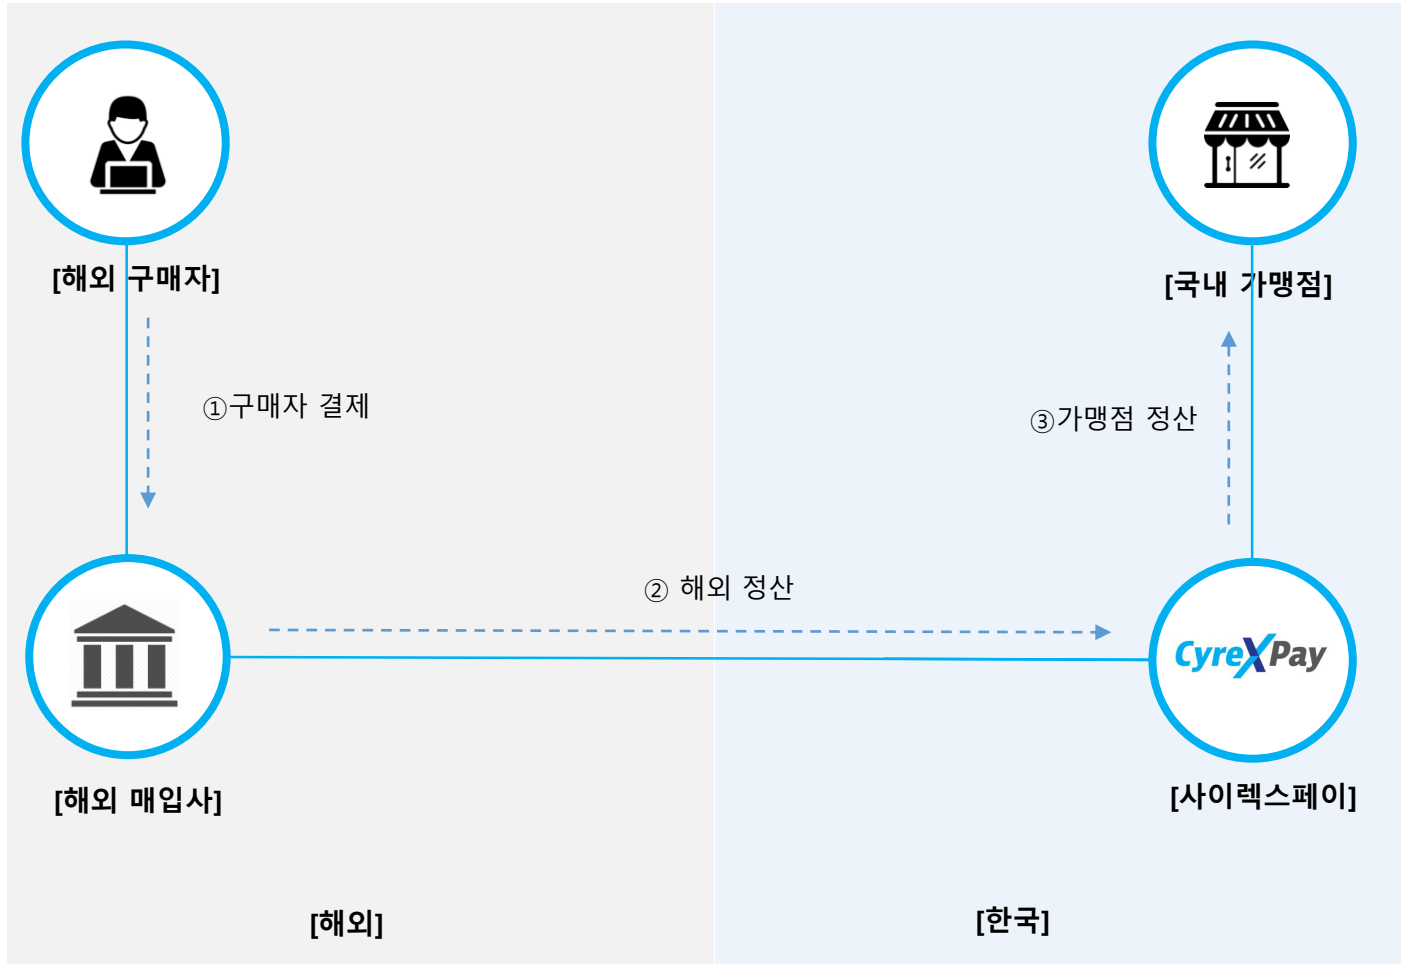 [해외 구매자]
[국내 가맹점]
①구매자 결제
③가맹점 정산
② 해외 정산
CyreXPay
[해외 매입사]
[사이렉스페이]
[해외]
[한국]